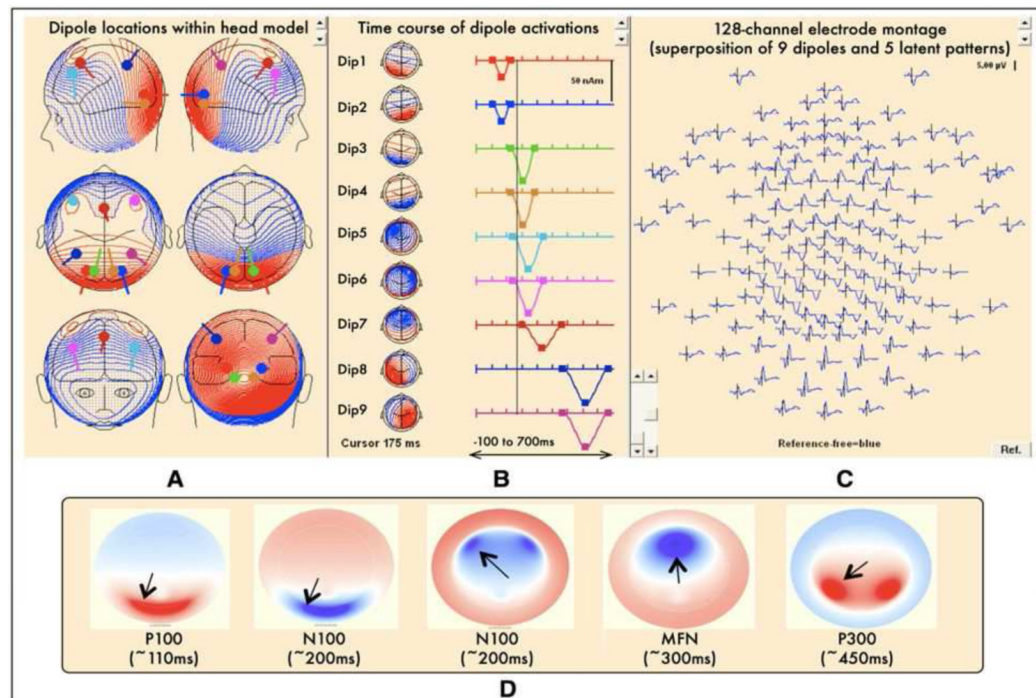 Dipole locations within head model
Time course of dipole activations
Dip1
50 nAm
Dip2
Dip3
Dip4
Dip5
Dip6
Dip7
Dip8
Dip9
Cursor 175 ms
-100 to 700ms
128-channel electrode montage
(superposition of 9 dipoles and 5 latent patterns)
5.00 µV
Reference-free=blue
Ref.
A
B
C
P100
(~110ms)
N100
(~200ms)
N100
(~200ms)
MFN
(~300ms)
P300
(~450ms)
D